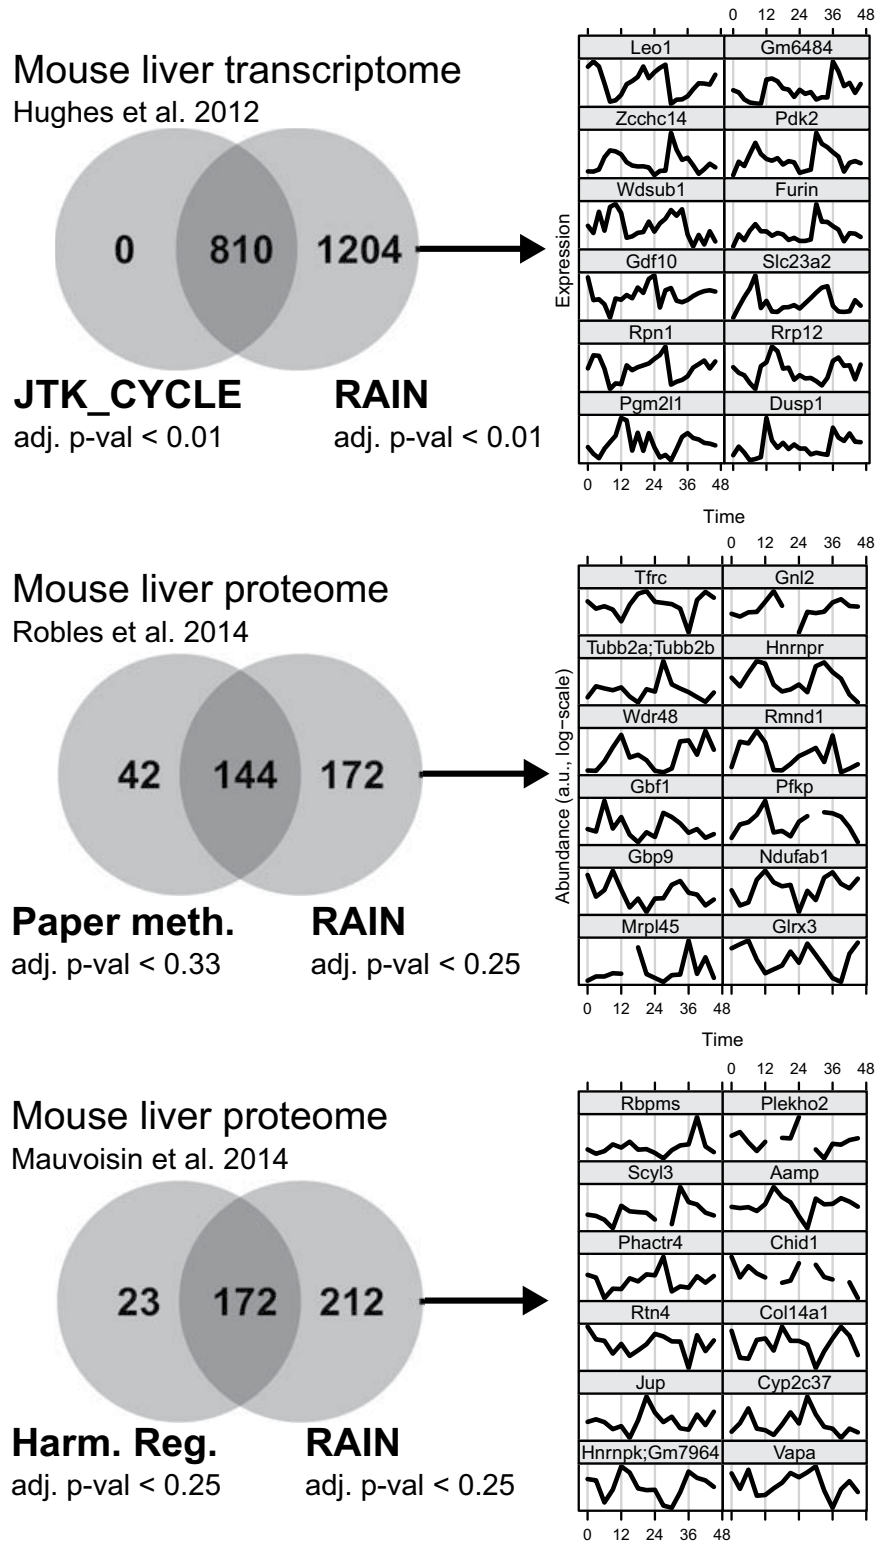 Mouse liver transcriptome
Hughes et al. 2012
0 810 1204
JTK_CYCLE RAIN
adj. p-val < 0.01 adj. p-val < 0.01
0 12 24 36 48
Leo1 Gm6484
Zcchc14 Pdk2
Wdsub1 Furin
Gdf10 Slc23a2
Rpn1 Rrp12
Pgm2l1 Dusp1
Expression
0 12 24 36 48
Time
Mouse liver proteome
Robles et al. 2014
42 144 172
Paper meth. RAIN
adj. p-val < 0.33 adj. p-val < 0.25
0 12 24 36 48
Tfrc Gnl2
Tubb2a;Tubb2b Hnrnpr
Wdr48 Rmnd1
Gbf1 Pfkp
Gbp9 Ndufab1
Mrpl45 Glrx3
Abundance (a.u., log−scale)
0 12 24 36 48
Time
Mouse liver proteome
Mauvoisin et al. 2014
23 172 212
Harm. Reg. RAIN
adj. p-val < 0.25 adj. p-val < 0.25
0 12 24 36 48
Rbpms Plekho2
Scyl3 Aamp
Phactr4 Chid1
Rtn4 Col14a1
Jup Cyp2c37
Hnrnpk;Gm7964 Vapa
0 12 24 36 48